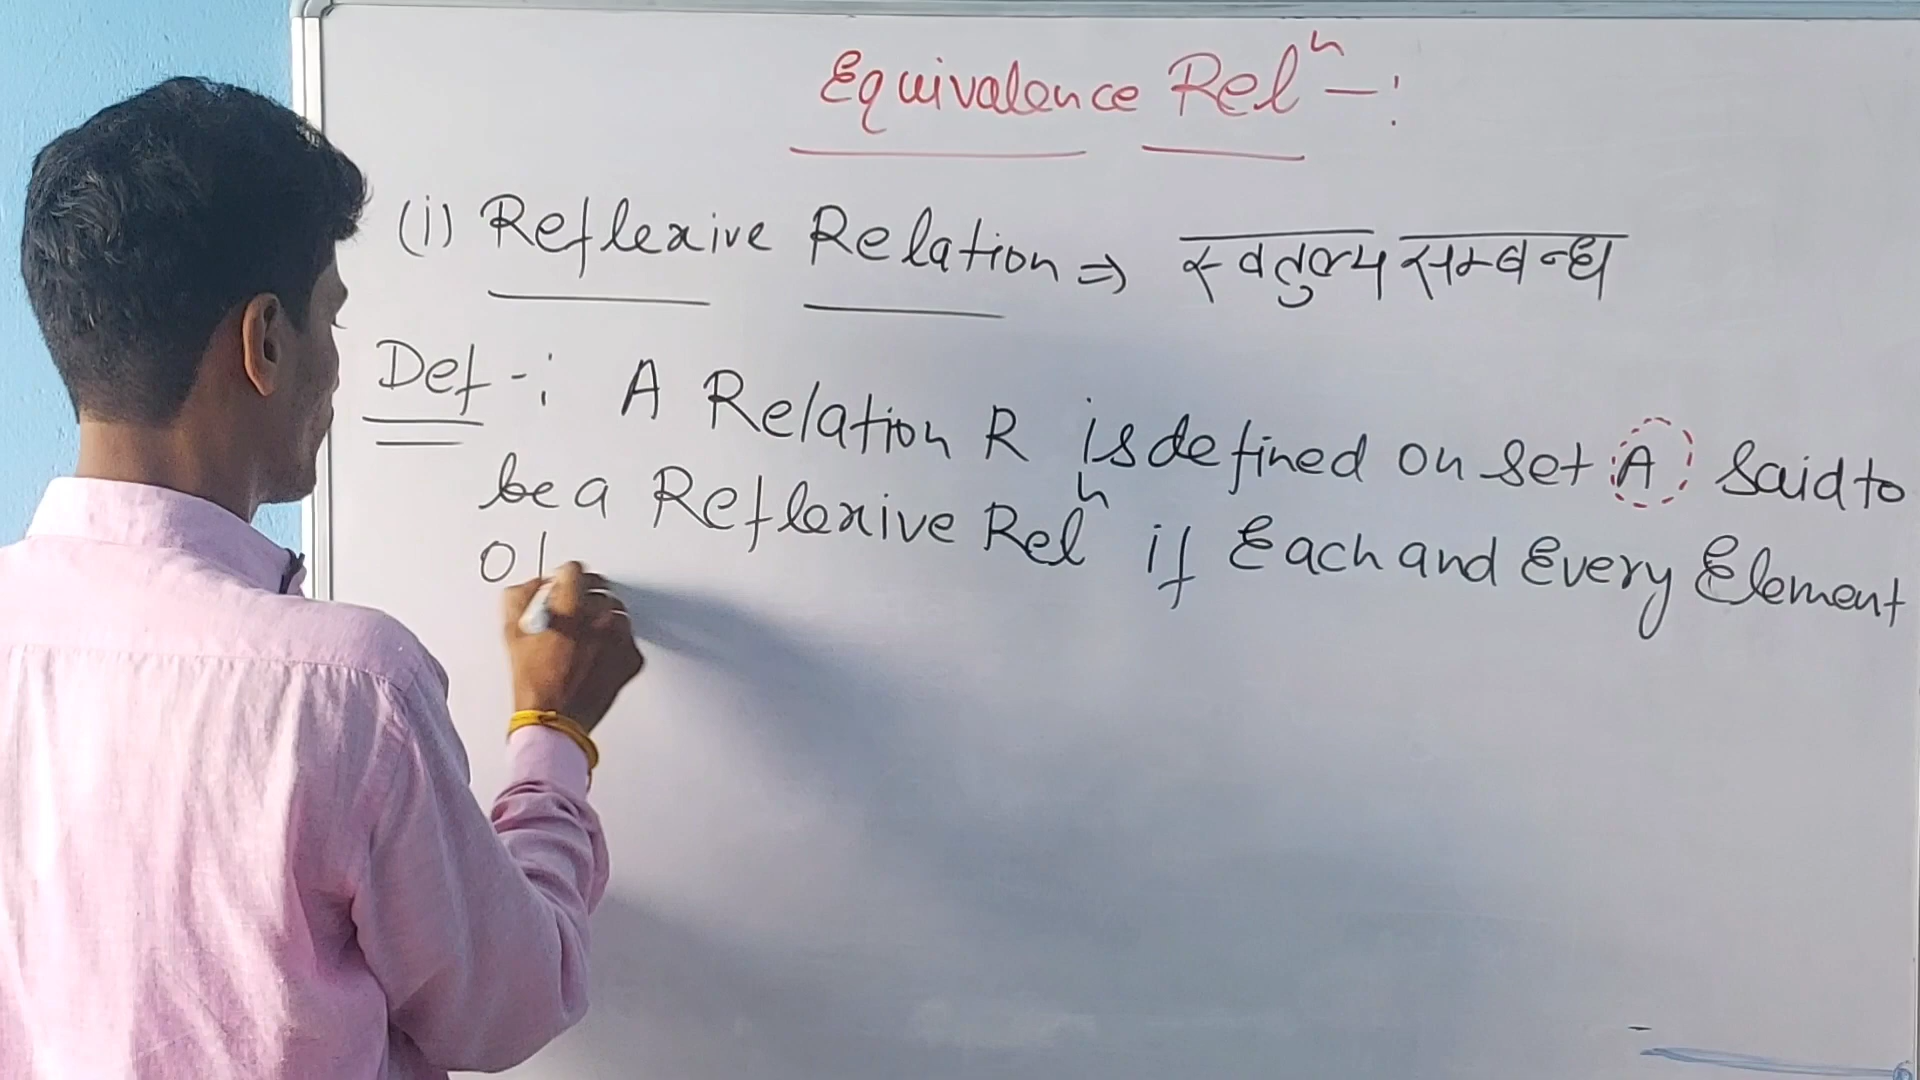 Equivalence Relⁿ -:
(i) Reflexive Relation ⇒ स्वतुल्य सम्बन्ध
Def -: A Relation R is defined on set A said to
be a Reflexive Relⁿ if Each and Every Element
of